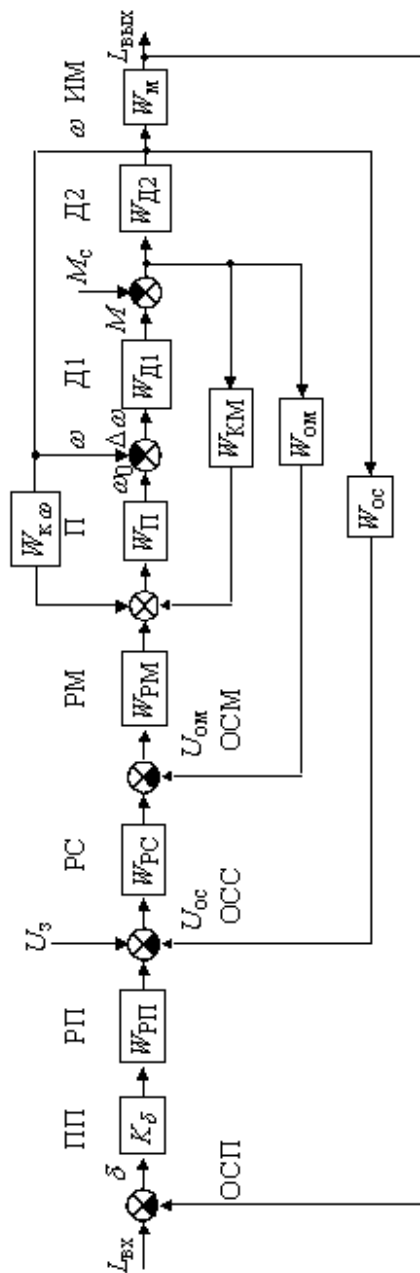 ПП
РП
РС
РМ
П
Д1
Д2
ИМ
L_вх
δ
K_δ
W_РП
U_з
W_РС
W_РМ
W_кω
W_П
ω_0
Δω
ω
W_Д1
M
M_с
W_Д2
ω
W_м
L_вых
W_КМ
W_ом
W_ос
U_ом
ОСМ
U_ос
ОСС
ОСП